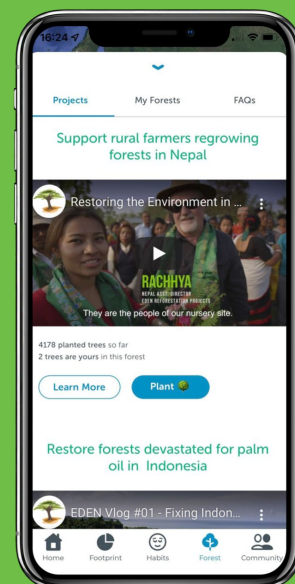 16:24
Projects
My Forests
FAQs
Support rural farmers regrowing
forests in Nepal
Restoring the Environment in ...
RACHHYA
NEPAL ASST. DIRECTOR
EDEN REFORESTATION PROJECTS
They are the people of our nursery site.
4178 planted trees so far
2 trees are yours in this forest
Learn More
Plant
Restore forests devastated for palm
oil in Indonesia
EDEN Vlog #01 - Fixing Indon...
Home
Footprint
Habits
Forest
Community